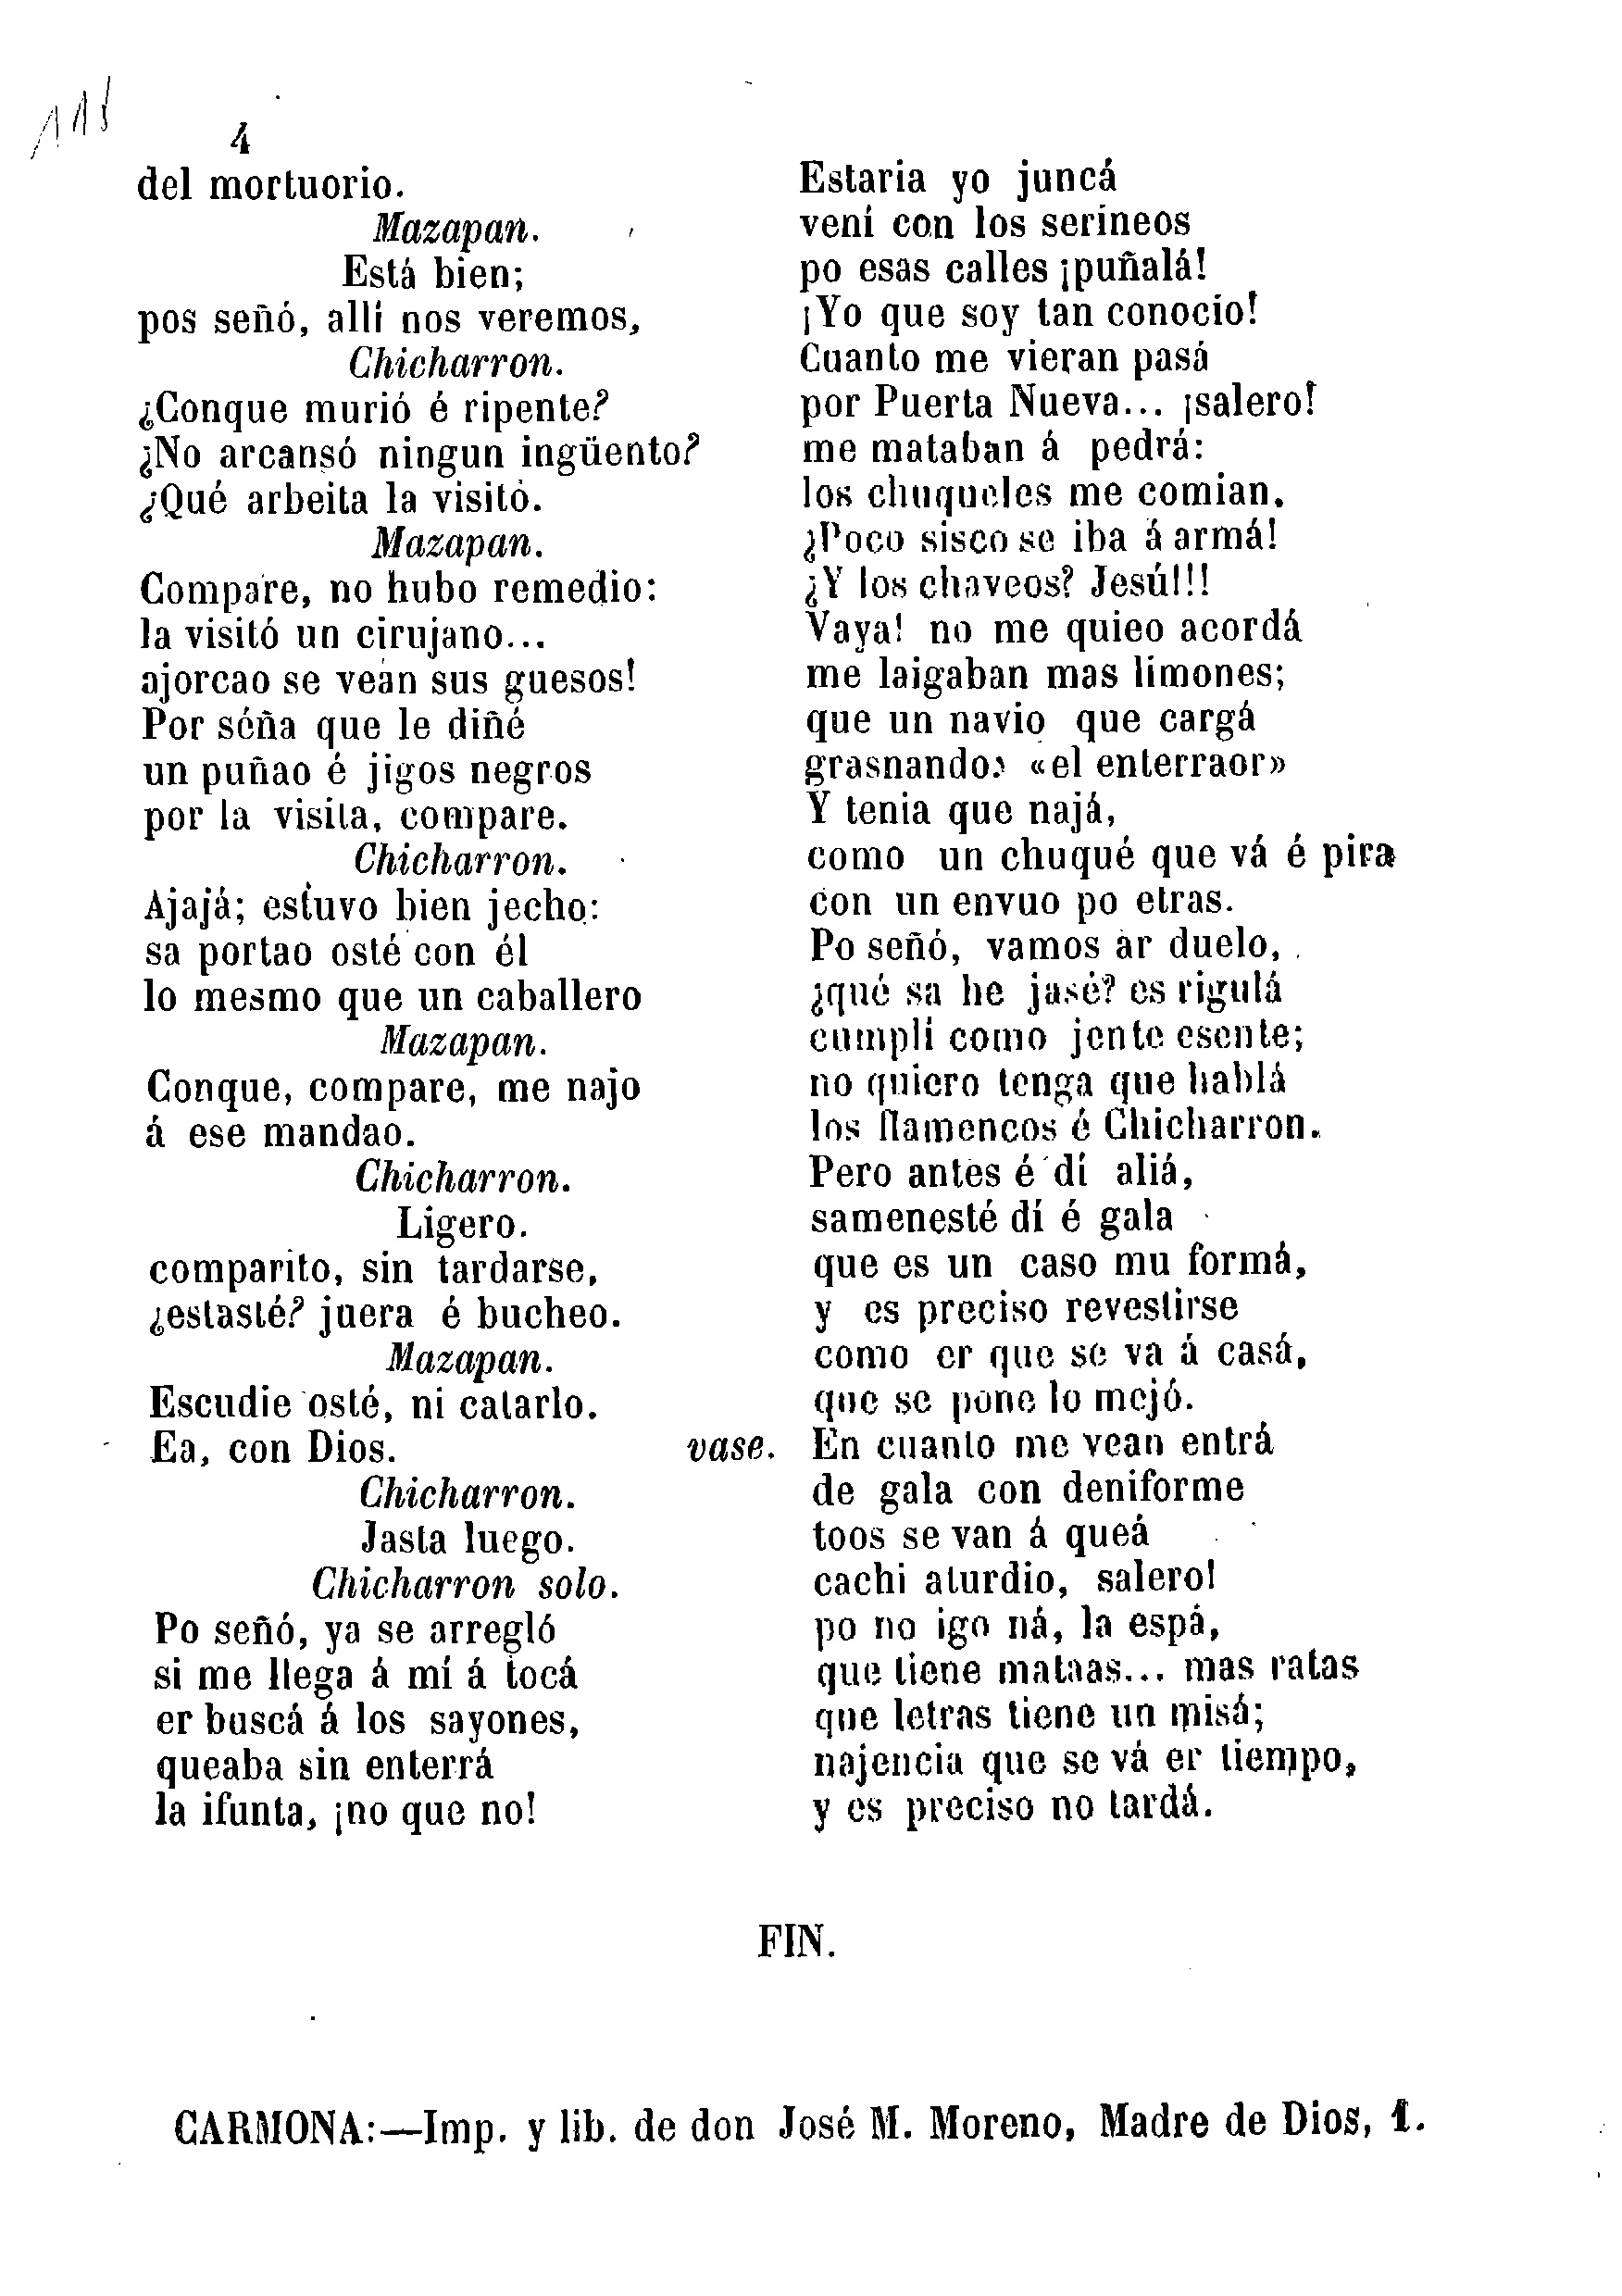 4
del mortuorio.
Mazapan.
Está bien;
pos señó, allí nos veremos,
Chicharron.
¿Conque murió é ripente?
¿No arcansó ningun ingüento?
¿Qué arbeita la visitó.
Mazapan.
Compare, no hubo remedio:
la visitó un cirujano...
ajorcao se vean sus guesos!
Por séña que le diñé
un puñao é jigos negros
por la visita, compare.
Chicharron.
Ajajá; estuvo bien jecho:
sa portao osté con él
lo mesmo que un caballero
Mazapan.
Conque, compare, me najo
á ese mandao.
Chicharron.
Ligero.
comparito, sin tardarse,
¿estasté? juera é bucheo.
Mazapan.
Escudie osté, ni catarlo.
Ea, con Dios. vase.
Chicharron.
Jasta luego.
Chicharron solo.
Po señó, ya se arregló
si me llega á mí á tocá
er buscá á los sayones,
queaba sin enterrá
la ifunta, ¡no que no!
Estaria yo juncá
vení con los serineos
po esas calles ¡puñalá!
¡Yo que soy tan conocio!
Cuanto me vieran pasá
por Puerta Nueva... ¡salero!
me mataban á pedrá:
los chuqueles me comian.
¿Poco sisco se iba á armá!
¿Y los chaveos? Jesú!!!
Vaya! no me quieo acordá
me laigaban mas limones;
que un navio que cargá
grasnando: «el enterraor»
Y tenia que najá,
como un chuqué que vá é pira
con un envuo po etras.
Po señó, vamos ar duelo,
¿qué sa he jasé? es rigulá
cumplí como jente esente;
no quiero tenga que hablá
los flamencos é Chicharron.
Pero antes é dí aliá,
samenesté dí é gala
que es un caso mu formá,
y es preciso revestirse
como er que se va á casá,
que se pone lo mejó.
En cuanto me vean entrá
de gala con deniforme
toos se van á queá
cachi aturdio, salero!
po no igo ná, la espá,
que tiene mataas... mas ratas
que letras tiene un misá;
najencia que se vá er tiempo,
y es preciso no tardá.
FIN.
CARMONA:—Imp. y lib. de don José M. Moreno, Madre de Dios, 1.